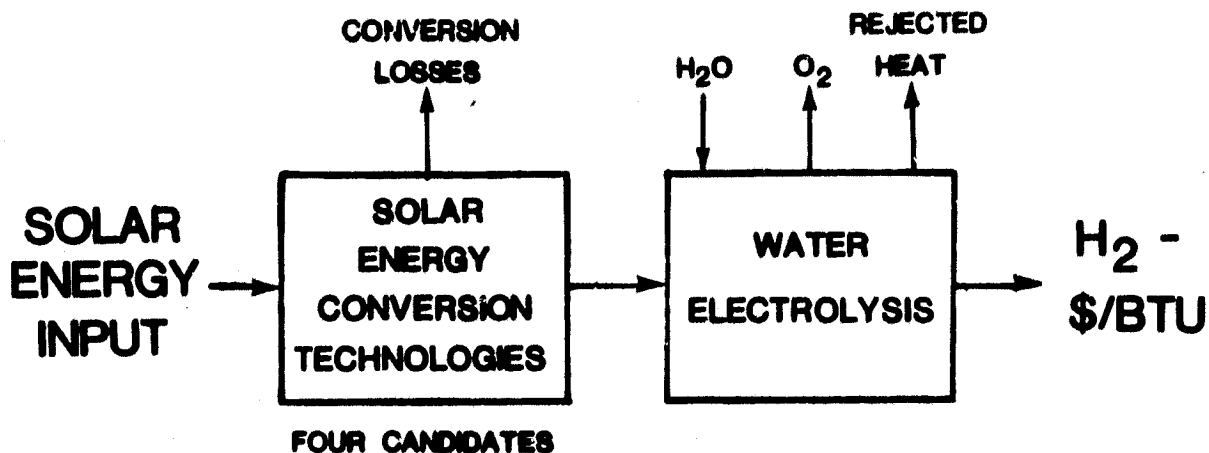 CONVERSION
LOSSES
H₂O
O₂
REJECTED
HEAT
SOLAR
ENERGY
INPUT
SOLAR
ENERGY
CONVERSION
TECHNOLOGIES
WATER
ELECTROLYSIS
H₂ -
$/BTU
FOUR CANDIDATES